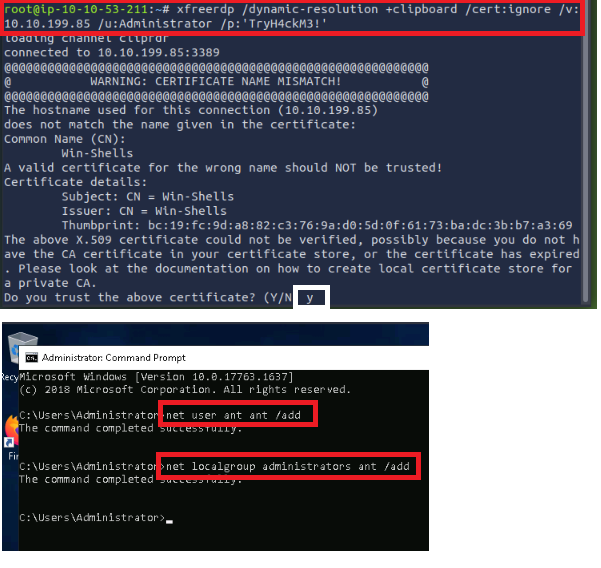 root@ip-10-10-53-211:~# xfreerdp /dynamic-resolution +clipboard /cert:ignore /v:
10.10.199.85 /u:Administrator /p:'TryH4ckM3!'
loading channel cliprdr
connected to 10.10.199.85:3389
@@@@@@@@@@@@@@@@@@@@@@@@@@@@@@@@@@@@@@@@@@@@@@@@@@@@@@@@@@@
@ WARNING: CERTIFICATE NAME MISMATCH! @
@@@@@@@@@@@@@@@@@@@@@@@@@@@@@@@@@@@@@@@@@@@@@@@@@@@@@@@@@@@
The hostname used for this connection (10.10.199.85)
does not match the name given in the certificate:
Common Name (CN):
Win-Shells
A valid certificate for the wrong name should NOT be trusted!
Certificate details:
Subject: CN = Win-Shells
Issuer: CN = Win-Shells
Thumbprint: bc:19:fc:9d:a8:82:c3:76:9a:d0:5d:0f:61:73:ba:dc:3b:b7:a3:69
The above X.509 certificate could not be verified, possibly because you do not h
ave the CA certificate in your certificate store, or the certificate has expired
. Please look at the documentation on how to create local certificate store for
a private CA.
Do you trust the above certificate? (Y/N y
Administrator: Command Prompt
Recy
Microsoft Windows [Version 10.0.17763.1637]
(c) 2018 Microsoft Corporation. All rights reserved.
C:\Users\Administrator>net user ant ant /add
The command completed successfully.
Fir
C:\Users\Administrator>net localgroup administrators ant /add
The command completed successfully.
C:\Users\Administrator>